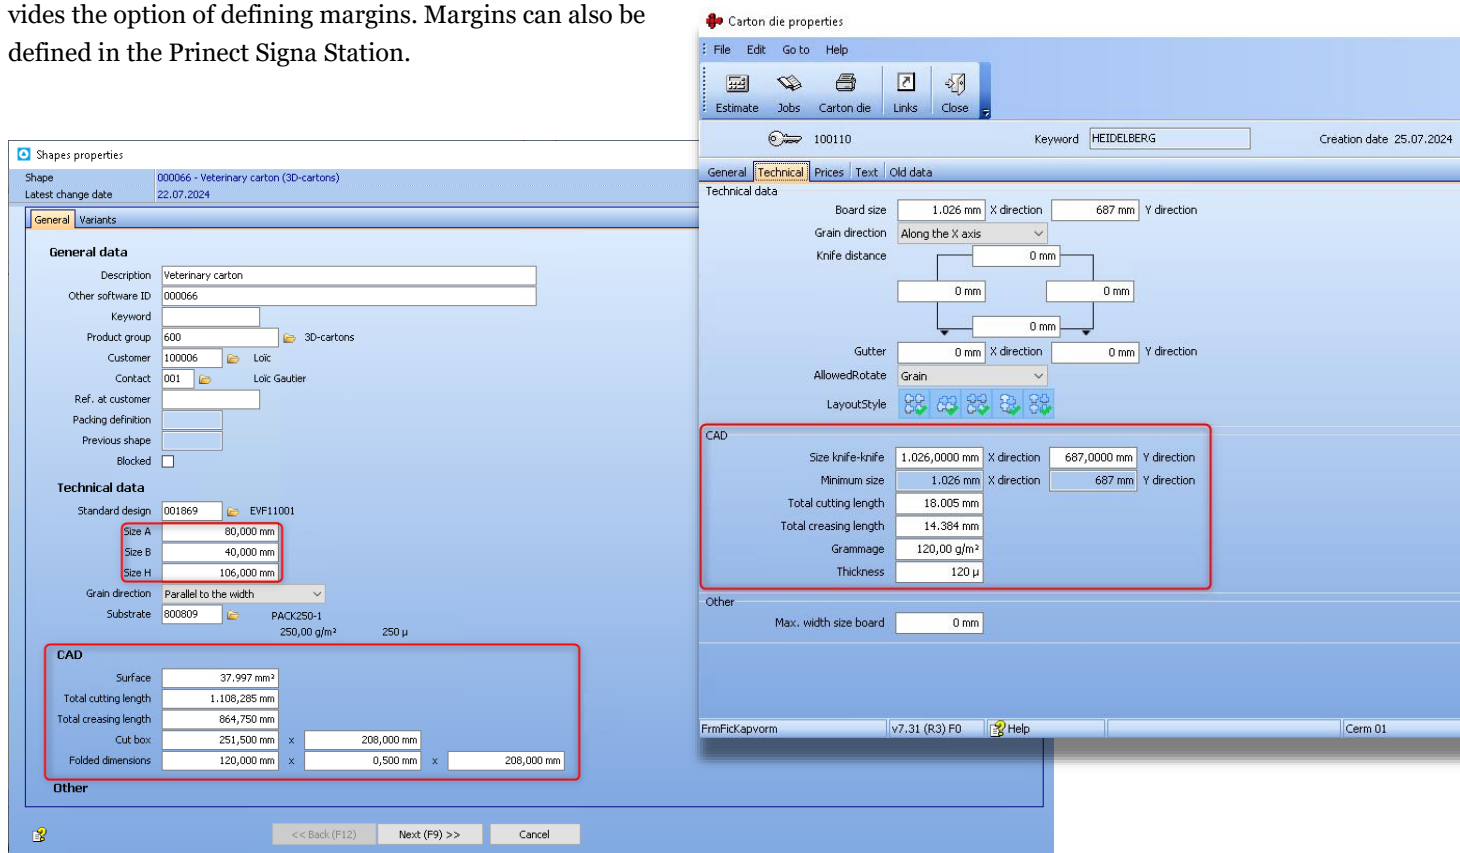 vides the option of defining margins. Margins can also be
defined in the Prinect Signa Station.
Shapes properties
Shape 000066 - Veterinary carton (3D-cartons)
Latest change date 22.07.2024
General Variants
General data
Description Veterinary carton
Other software ID 000066
Keyword
Product group 600 3D-cartons
Customer 100006 Loïc
Contact 001 Loïc Gautier
Ref. at customer
Packing definition
Previous shape
Blocked
Technical data
Standard design 001869 EVF11001
Size A 80,000 mm
Size B 40,000 mm
Size H 106,000 mm
Grain direction Parallel to the width
Substrate 800809 PACK250-1
250,00 g/m² 250 µ
CAD
Surface 37.997 mm²
Total cutting length 1.108,285 mm
Total creasing length 864,750 mm
Cut box 251,500 mm x 208,000 mm
Folded dimensions 120,000 mm x 0,500 mm x 208,000 mm
Other
<< Back (F12) Next (F9) >> Cancel
Carton die properties
File Edit Go to Help
Estimate Jobs Carton die Links Close
100110 Keyword HEIDELBERG Creation date 25.07.2024
General Technical Prices Text Old data
Technical data
Board size 1.026 mm X direction 687 mm Y direction
Grain direction Along the X axis
Knife distance 0 mm
0 mm 0 mm
0 mm
Gutter 0 mm X direction 0 mm Y direction
AllowedRotate Grain
LayoutStyle
CAD
Size knife-knife 1.026,0000 mm X direction 687,0000 mm Y direction
Minimum size 1.026 mm X direction 687 mm Y direction
Total cutting length 18.005 mm
Total creasing length 14.384 mm
Grammage 120,00 g/m²
Thickness 120 µ
Other
Max. width size board 0 mm
FrmFicKapvorm v7.31 (R3) F0 Help Cerm 01